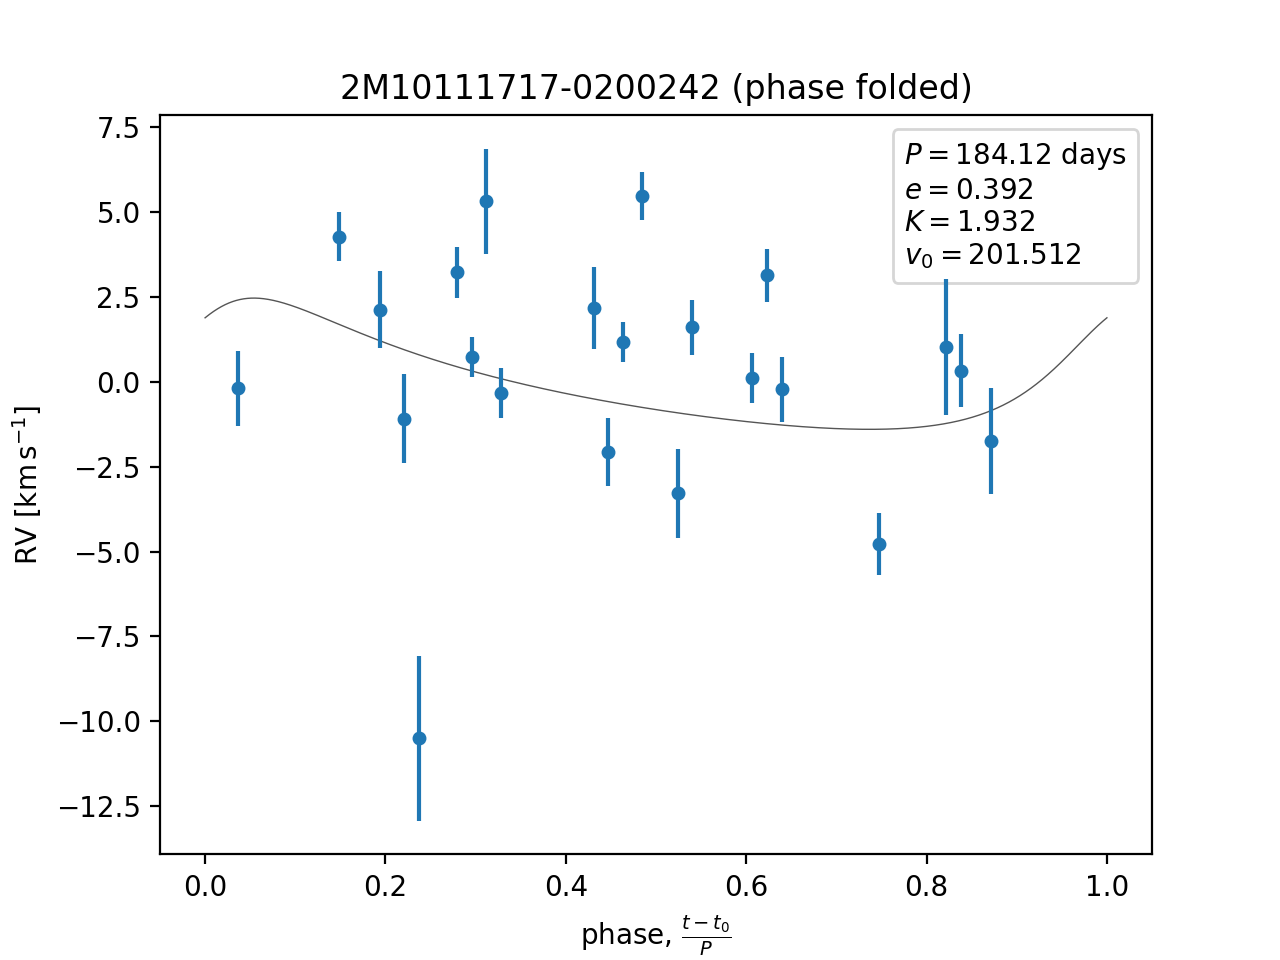 2M10111717-0200242 (phase folded)
P = 184.12 days
e = 0.392
K = 1.932
v₀ = 201.512
7.5
5.0
2.5
0.0
−2.5
−5.0
−7.5
−10.0
−12.5
RV [km s⁻¹]
0.0 0.2 0.4 0.6 0.8 1.0
phase, (t − t₀)/P